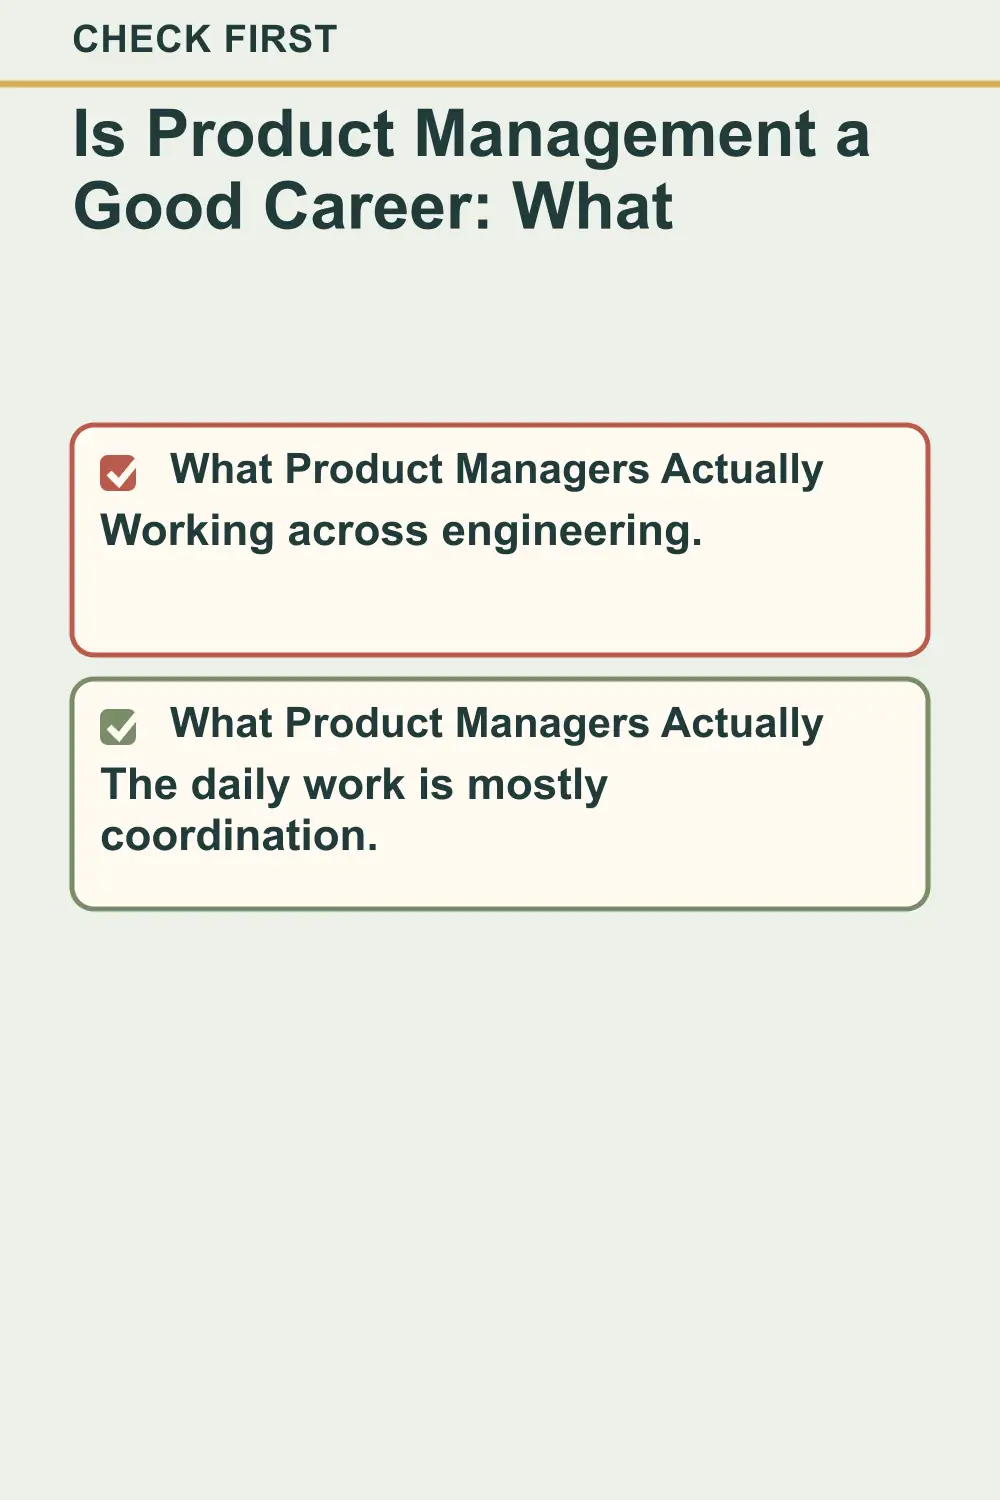 CHECK FIRST
Is Product Management a
Good Career: What
What Product Managers Actually
Working across engineering.
What Product Managers Actually
The daily work is mostly
coordination.